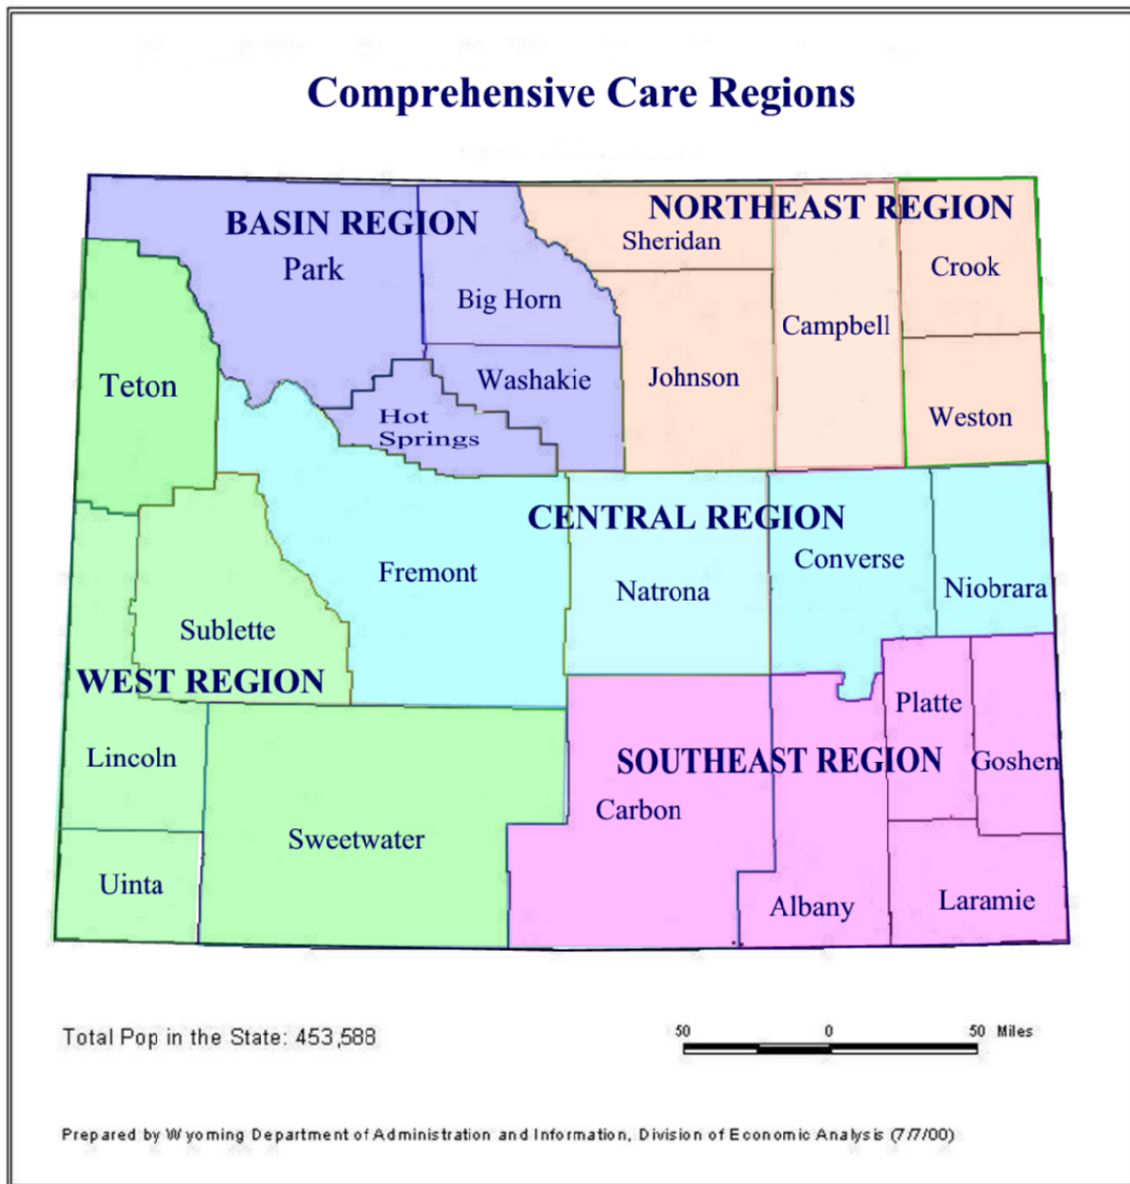 Comprehensive Care Regions
BASIN REGION
NORTHEAST REGION
Sheridan
Park
Crook
Big Horn
Campbell
Teton
Washakie
Johnson
Hot
Springs
Weston
CENTRAL REGION
Fremont
Converse
Natrona
Niobrara
Sublette
WEST REGION
Platte
Lincoln
SOUTHEAST REGION
Goshen
Carbon
Sweetwater
Uinta
Albany
Laramie
Total Pop in the State: 453,588
50 0 50 Miles
Prepared by Wyoming Department of Administration and Information, Division of Economic Analysis (7/7/00)